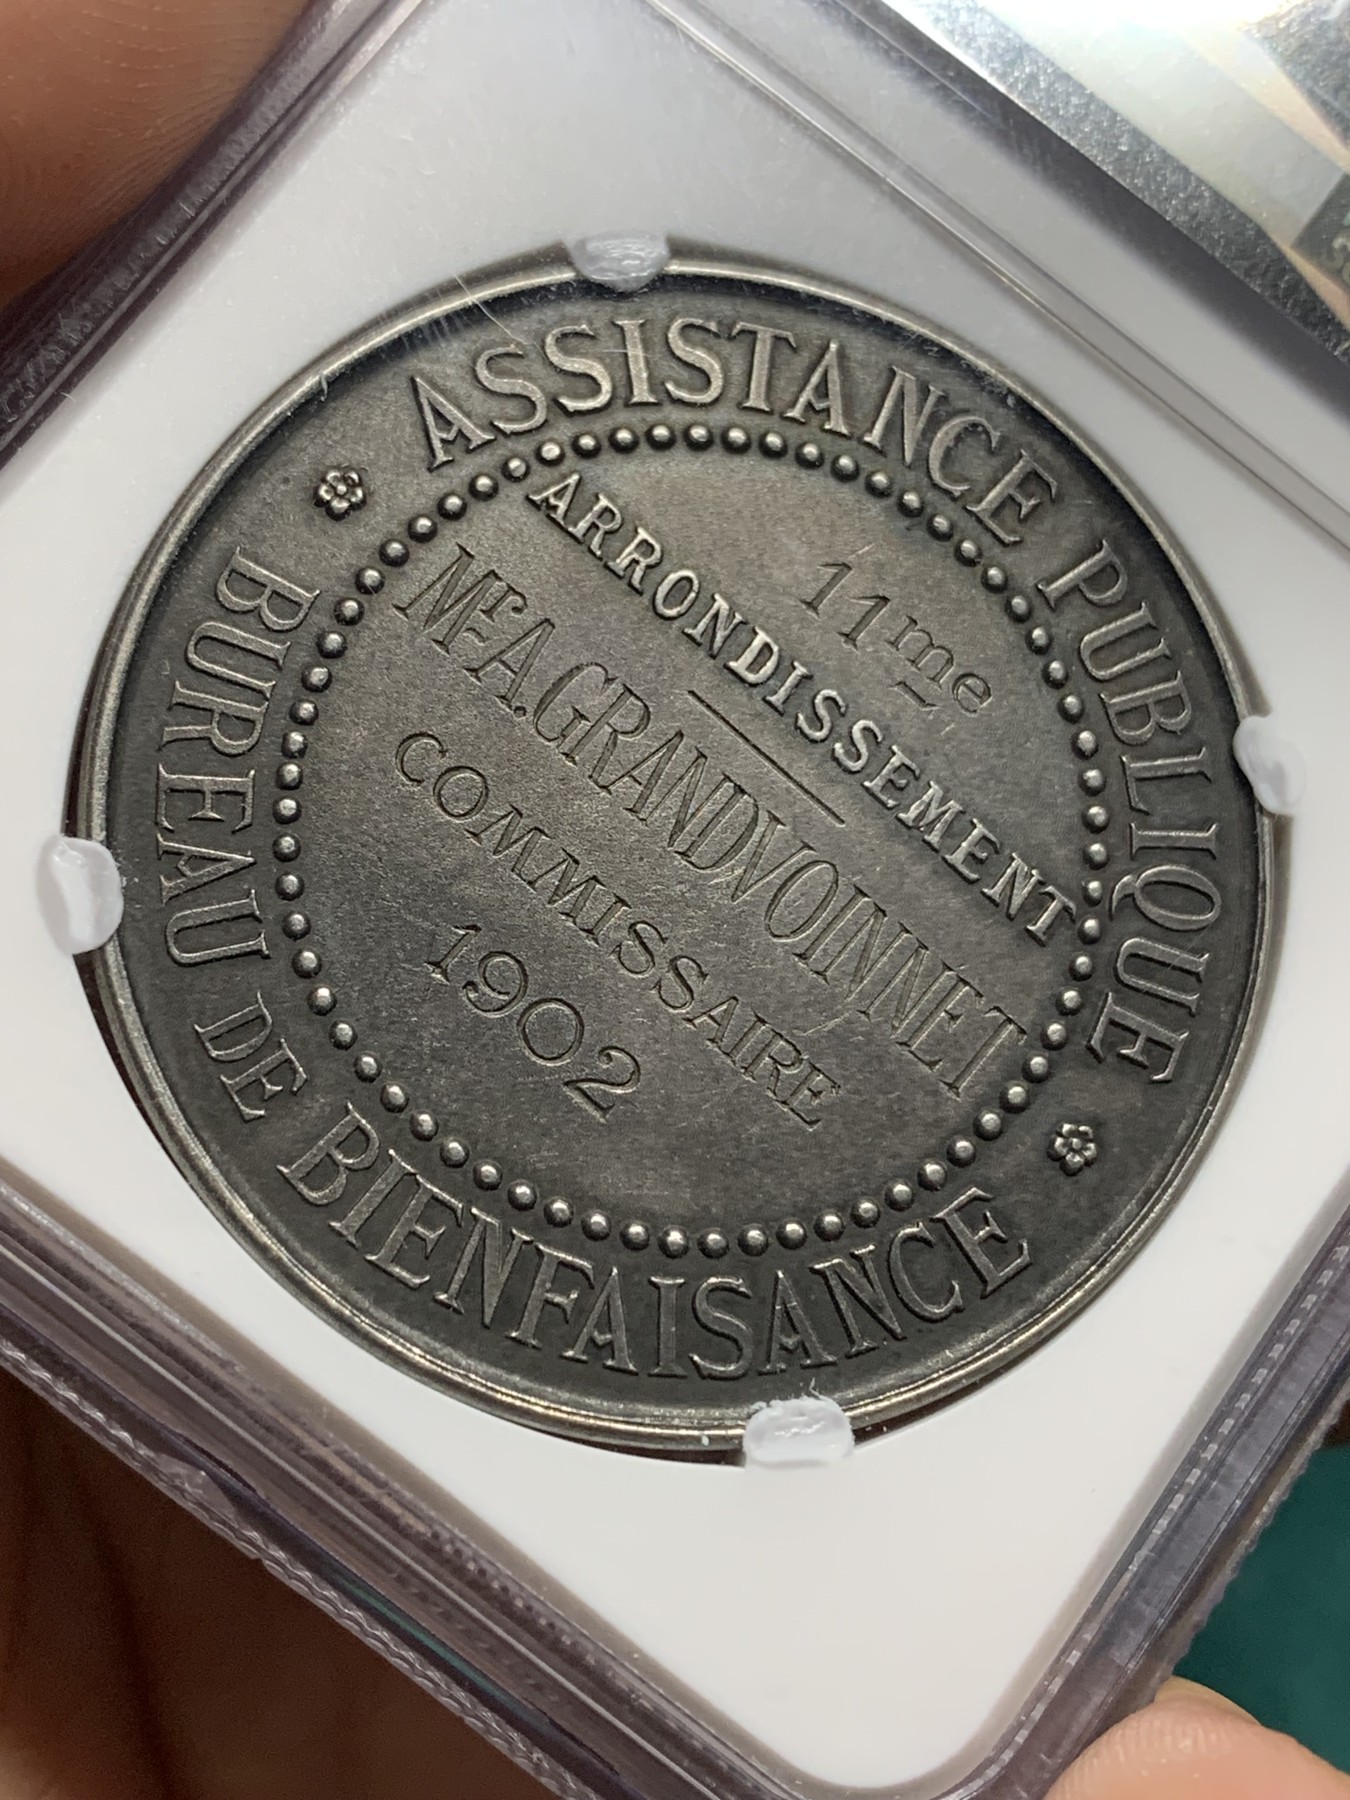 ASSISTANCE PUBLIQUE
11me
ARRONDISSEMENT
Mr A. GRANDVOINNET
COMMISSAIRE
1902
BUREAU DE BIENFAISANCE